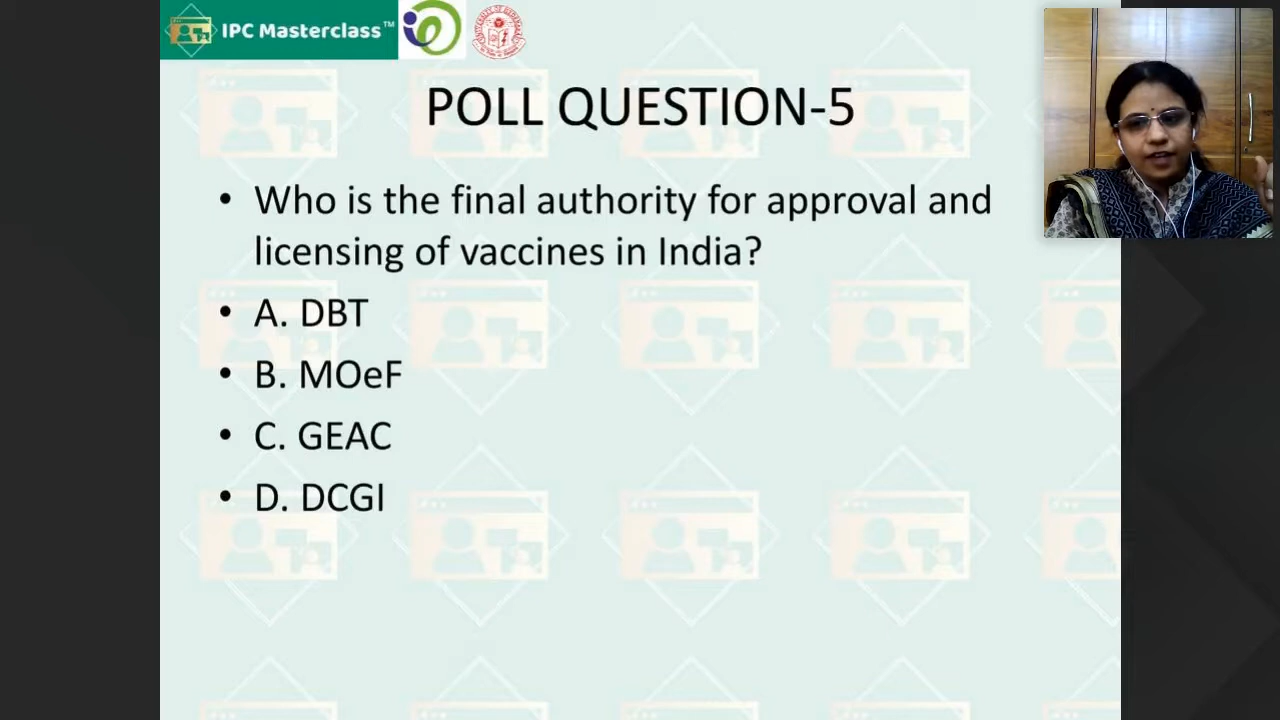 IPC Masterclass™
POLL QUESTION-5
• Who is the final authority for approval and
licensing of vaccines in India?
• A. DBT
• B. MOeF
• C. GEAC
• D. DCGI